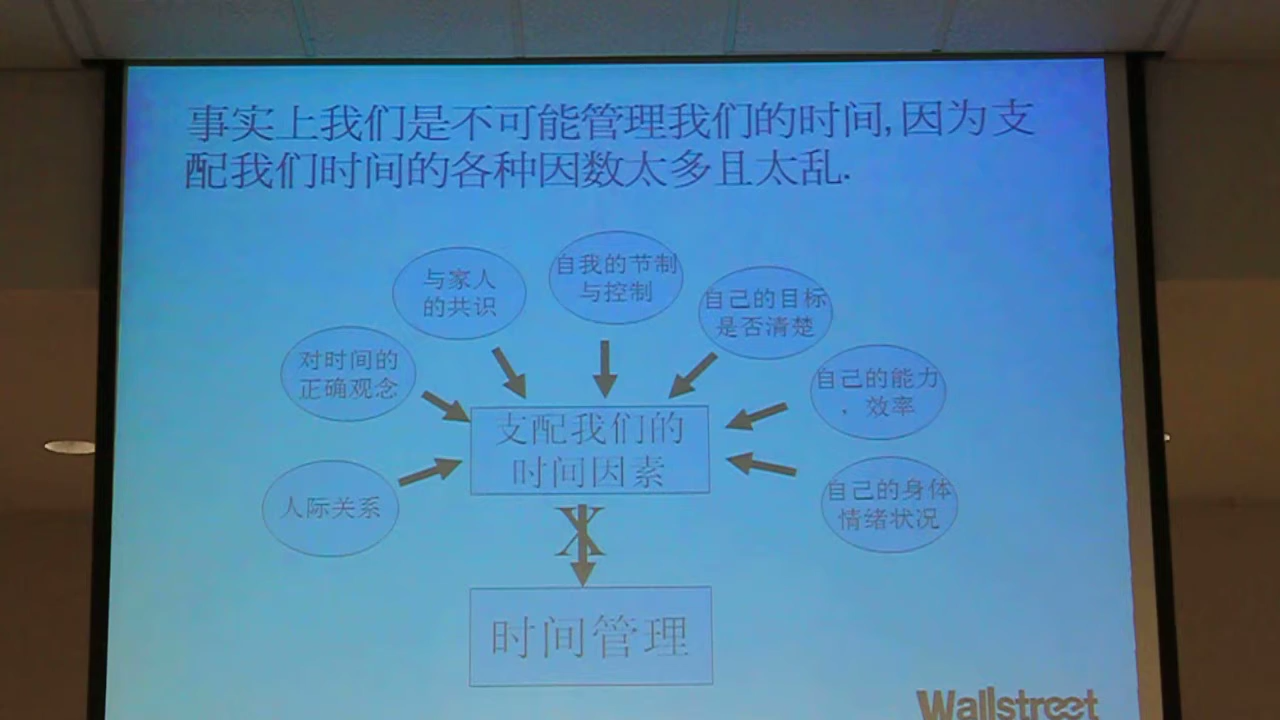 事实上我们是不可能管理我们的时间,因为支
配我们时间的各种因数太多且太乱.
自我的节制
与控制
与家人
的共识
自己的目标
是否清楚
对时间的
正确观念
自己的能力
，效率
支配我们的
时间因素
人际关系
自己的身体
情绪状况
X
时间管理
Wallstreet